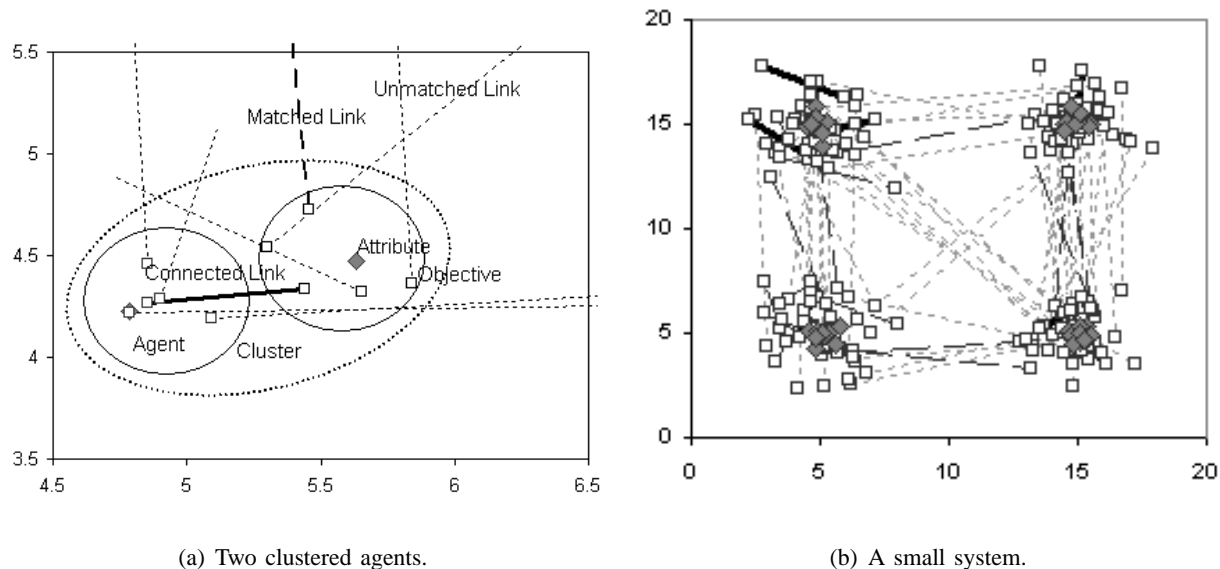 5.5
5
4.5
4
3.5
4.5
5
5.5
6
6.5
Unmatched Link
Matched Link
Attribute
Connected Link
Objective
Agent
Cluster
20
15
10
5
0
0
5
10
15
20
(a) Two clustered agents.
(b) A small system.